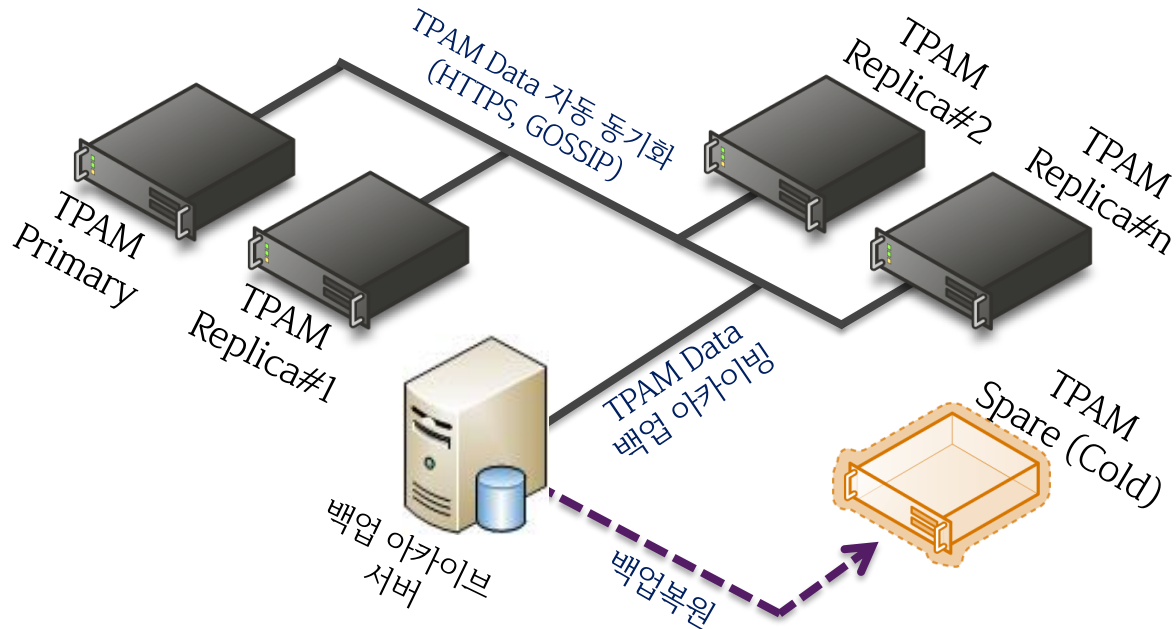 TPAM Data 자동 동기화
(HTTPS, GOSSIP)
TPAM
Replica#2
TPAM
Replica#n
TPAM
Primary
TPAM
Replica#1
TPAM Data
백업 아카이빙
TPAM
Spare (Cold)
백업 아카이브
서버
백업복원